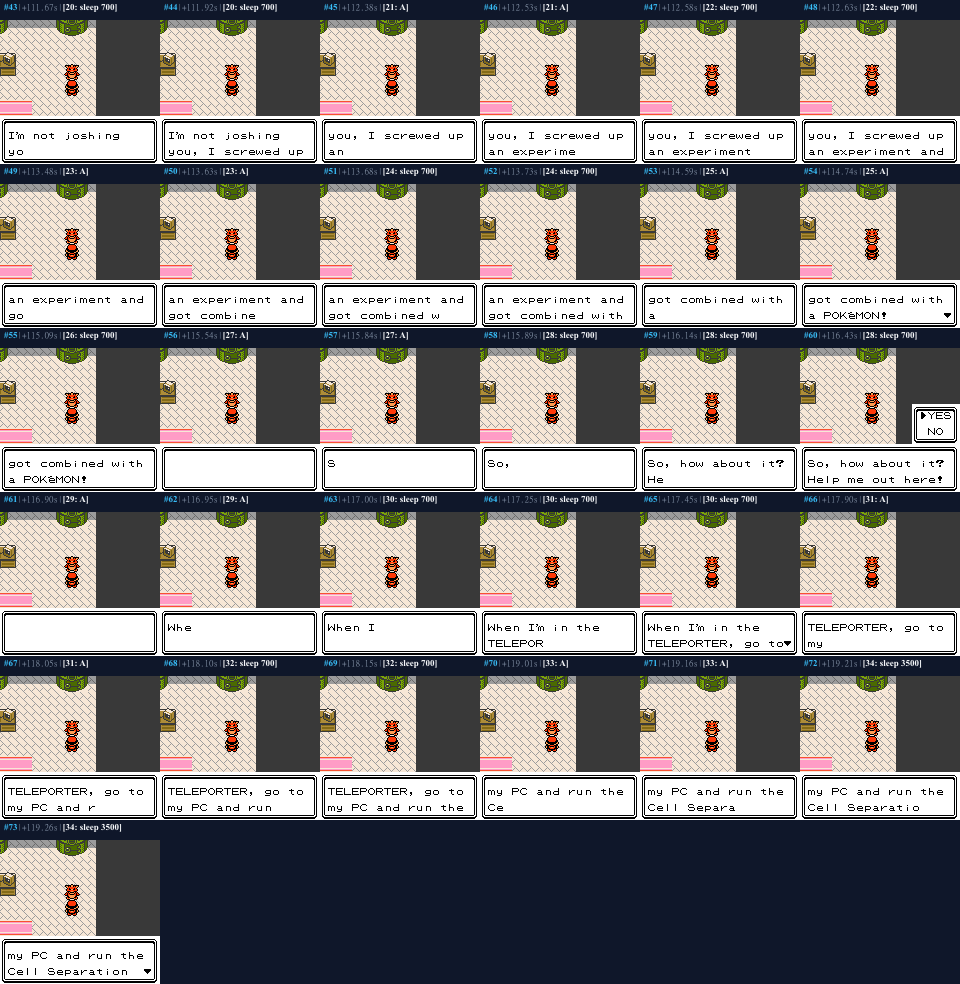 #43|+111.67s|[20: sleep 700]
#44|+111.92s|[20: sleep 700]
#45|+112.38s|[21: A]
#46|+112.53s|[21: A]
#47|+112.58s|[22: sleep 700]
#48|+112.63s|[22: sleep 700]
I'm not joshing
yo
I'm not joshing
you, I screwed up
you, I screwed up
an
you, I screwed up
an experime
you, I screwed up
an experiment
you, I screwed up
an experiment and
#49|+113.48s|[23: A]
#50|+113.63s|[23: A]
#51|+113.68s|[24: sleep 700]
#52|+113.73s|[24: sleep 700]
#53|+114.59s|[25: A]
#54|+114.74s|[25: A]
an experiment and
go
an experiment and
got combine
an experiment and
got combined w
an experiment and
got combined with
got combined with
a
got combined with
a POKéMON!
#55|+115.09s|[26: sleep 700]
#56|+115.54s|[27: A]
#57|+115.84s|[27: A]
#58|+115.89s|[28: sleep 700]
#59|+116.14s|[28: sleep 700]
#60|+116.43s|[28: sleep 700]
YES
NO
got combined with
a POKéMON!
S
So,
So, how about it?
He
So, how about it?
Help me out here!
#61|+116.90s|[29: A]
#62|+116.95s|[29: A]
#63|+117.00s|[30: sleep 700]
#64|+117.25s|[30: sleep 700]
#65|+117.45s|[30: sleep 700]
#66|+117.90s|[31: A]
Whe
When I
When I'm in the
TELEPOR
When I'm in the
TELEPORTER, go to
TELEPORTER, go to
my
#67|+118.05s|[31: A]
#68|+118.10s|[32: sleep 700]
#69|+118.15s|[32: sleep 700]
#70|+119.01s|[33: A]
#71|+119.16s|[33: A]
#72|+119.21s|[34: sleep 3500]
TELEPORTER, go to
my PC and r
TELEPORTER, go to
my PC and run
TELEPORTER, go to
my PC and run the
my PC and run the
Ce
my PC and run the
Cell Separa
my PC and run the
Cell Separatio
#73|+119.26s|[34: sleep 3500]
my PC and run the
Cell Separation